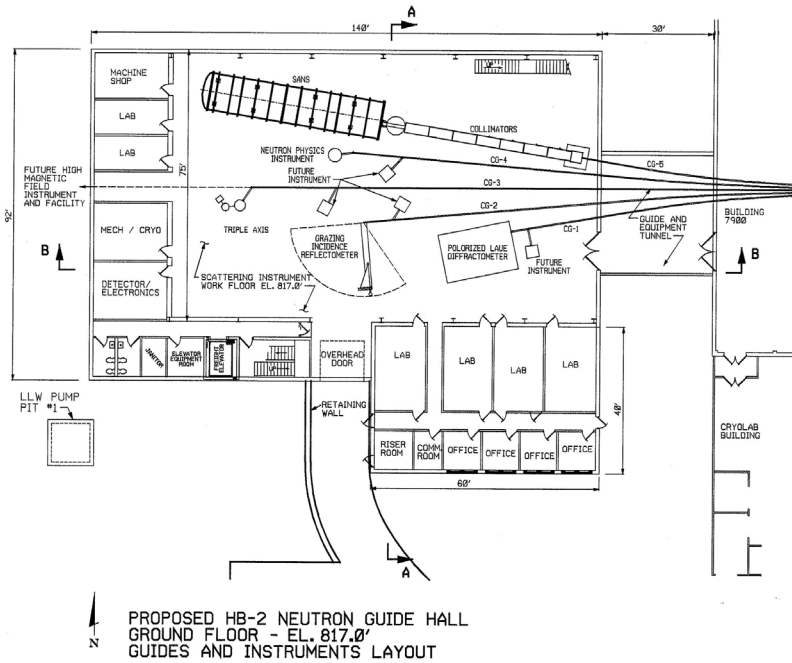 A
140'
30'
MACHINE
SHOP
SANS
UP
LAB
COLLIMATORS
NEUTRON PHYSICS
INSTRUMENT
CG-5
LAB
CG-4
FUTURE
INSTRUMENT
75'
FUTURE HIGH
MAGNETIC
FIELD
INSTRUMENT
AND FACILITY
CG-3
92'
CG-2
BUILDING
7900
MECH / CRYO
TRIPLE AXIS
GRAZING
INCIDENCE
REFLECTOMETER
CG-1
GUIDE AND
EQUIPMENT
TUNNEL
B
POLORIZED LAUE
DIFFRACTOMETER
B
DETECTOR/
ELECTRONICS
SCATTERING INSTRUMENT
WORK FLOOR EL. 817.0'
FUTURE
INSTRUMENT
JANITOR
ELEVATOR
EQUIPMENT
ROOM
FREIGHT
ELEVATOR
UP
OVERHEAD
DOOR
LAB
LAB
LAB
LAB
LLW PUMP
PIT #1
RETAINING
WALL
40'
CRYOLAB
BUILDING
RISER
ROOM
COMM.
ROOM
OFFICE
OFFICE
OFFICE
OFFICE
60'
A
N
PROPOSED HB-2 NEUTRON GUIDE HALL
GROUND FLOOR - EL. 817.0'
GUIDES AND INSTRUMENTS LAYOUT